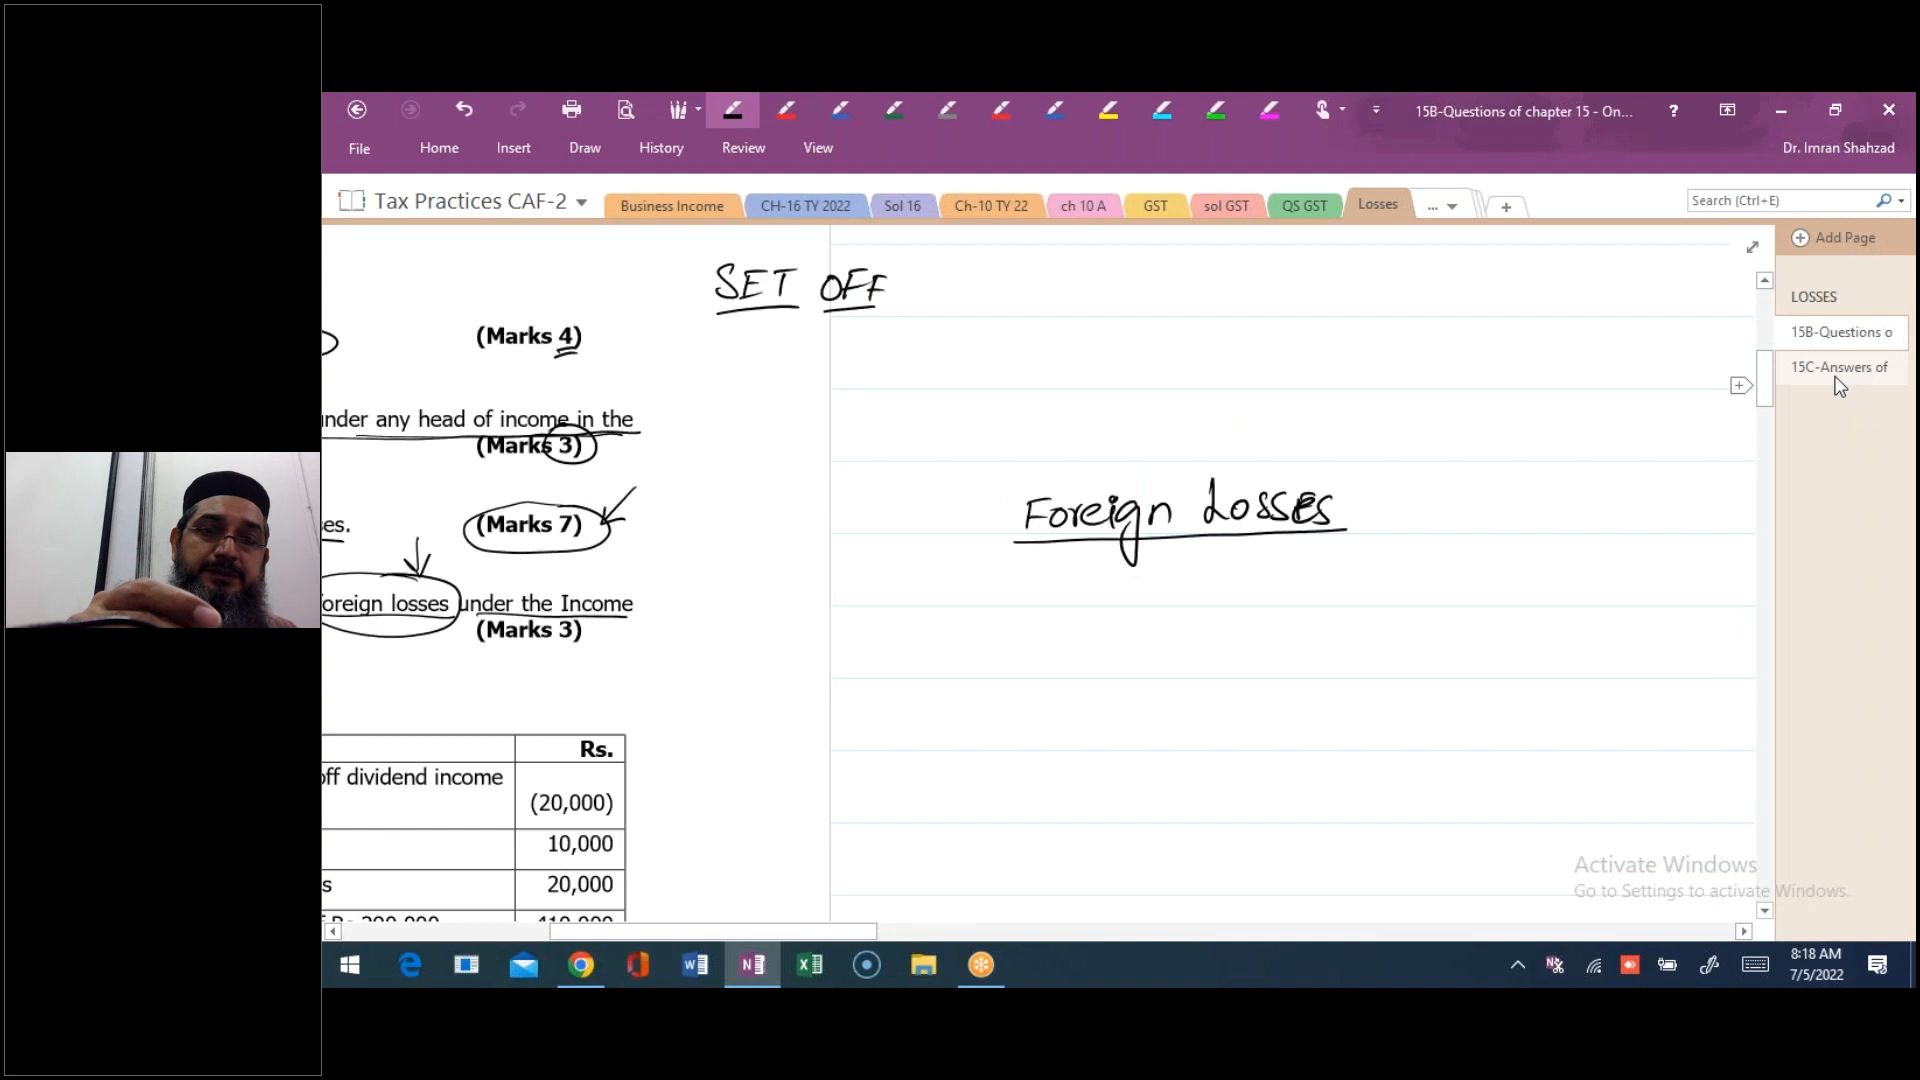 15B-Questions of chapter 15 - On...
?
File
Home
Insert
Draw
History
Review
View
Dr. Imran Shahzad
Tax Practices CAF-2
Business Income
CH-16 TY 2022
Sol 16
Ch-10 TY 22
ch 10 A
GST
sol GST
QS GST
Losses
...
Search (Ctrl+E)
Add Page
LOSSES
15B-Questions o
15C-Answers of
SET OFF
(Marks 4)
under any head of income in the
(Marks 3)
es.
(Marks 7)
oreign losses under the Income
(Marks 3)
Foreign Losses
Rs.
off dividend income
(20,000)
10,000
s
20,000
Activate Windows
Go to Settings to activate Windows.
8:18 AM
7/5/2022